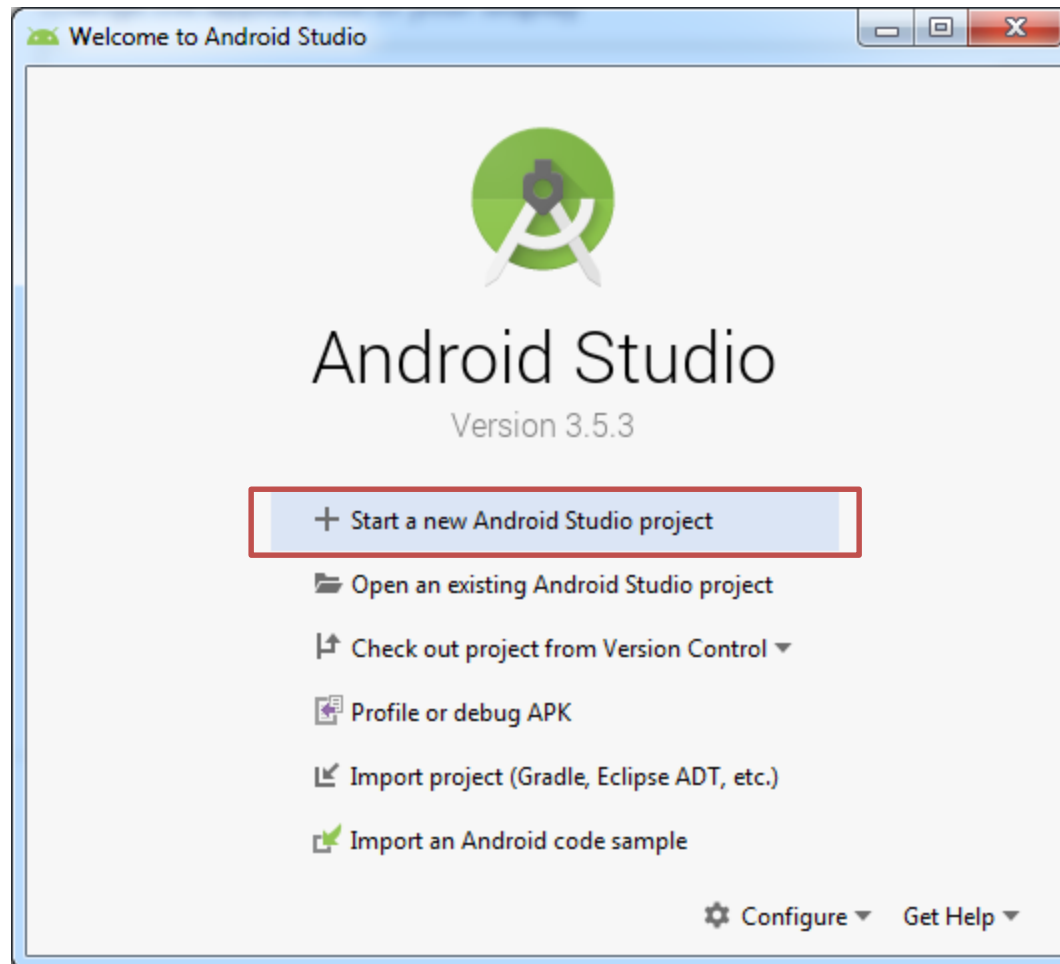 Welcome to Android Studio
Android Studio
Version 3.5.3
Start a new Android Studio project
Open an existing Android Studio project
Check out project from Version Control
Profile or debug APK
Import project (Gradle, Eclipse ADT, etc.)
Import an Android code sample
Configure Get Help